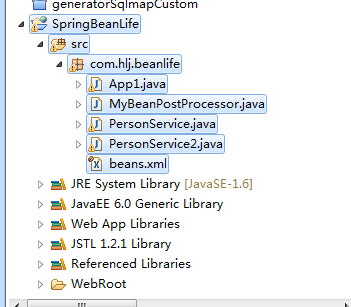 generatorSqlmapCustom
SpringBeanLife
src
com.hlj.beanlife
App1.java
MyBeanPostProcessor.java
PersonService.java
PersonService2.java
beans.xml
JRE System Library [JavaSE-1.6]
JavaEE 6.0 Generic Library
Web App Libraries
JSTL 1.2.1 Library
Referenced Libraries
WebRoot